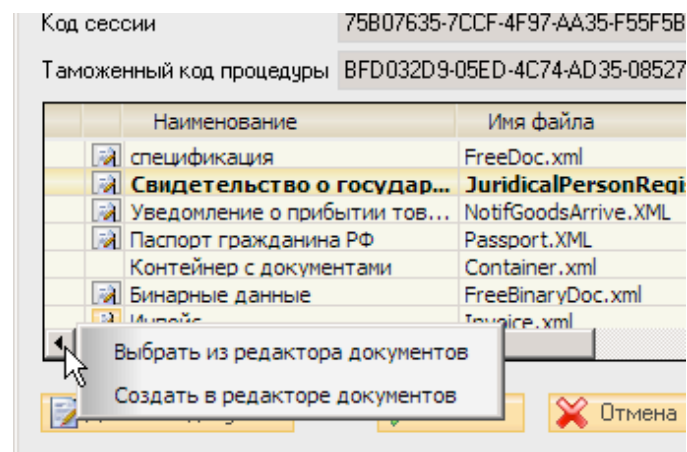 Код сессии 75B07635-7CCF-4F97-AA35-F55F5B
Таможенный код процедуры BFD032D9-05ED-4C74-AD35-08527
Наименование Имя файла
спецификация FreeDoc.xml
Свидетельство о государ... JuridicalPersonRegi
Уведомление о прибытии тов... NotifGoodsArrive.XML
Паспорт гражданина РФ Passport.XML
Контейнер с документами Container.xml
Бинарные данные FreeBinaryDoc.xml
Инвойс Invoice.xml
Выбрать из редактора документов
Создать в редакторе документов
Отмена